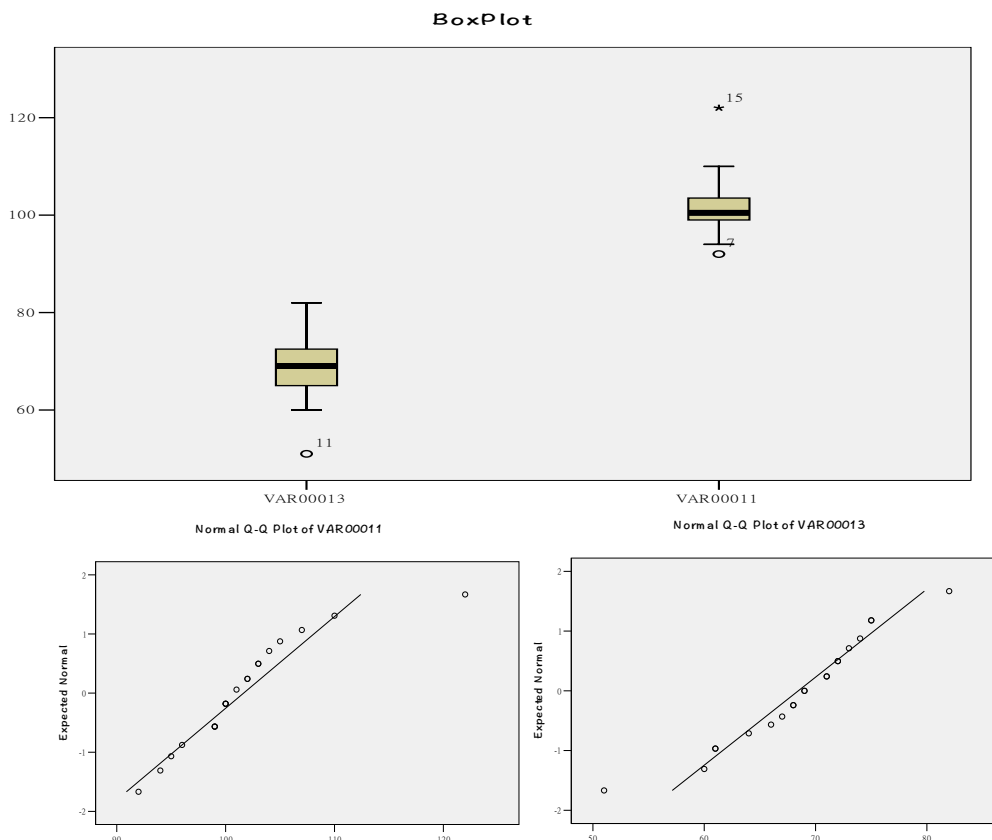 BoxPlot
15
120
100
7
80
60
11
VAR00013 VAR00011
Normal Q-Q Plot of VAR00011
Normal Q-Q Plot of VAR00013
Expected Normal
2
1
0
-1
-2
90 100 110 120
Expected Normal
2
1
0
-1
-2
50 60 70 80